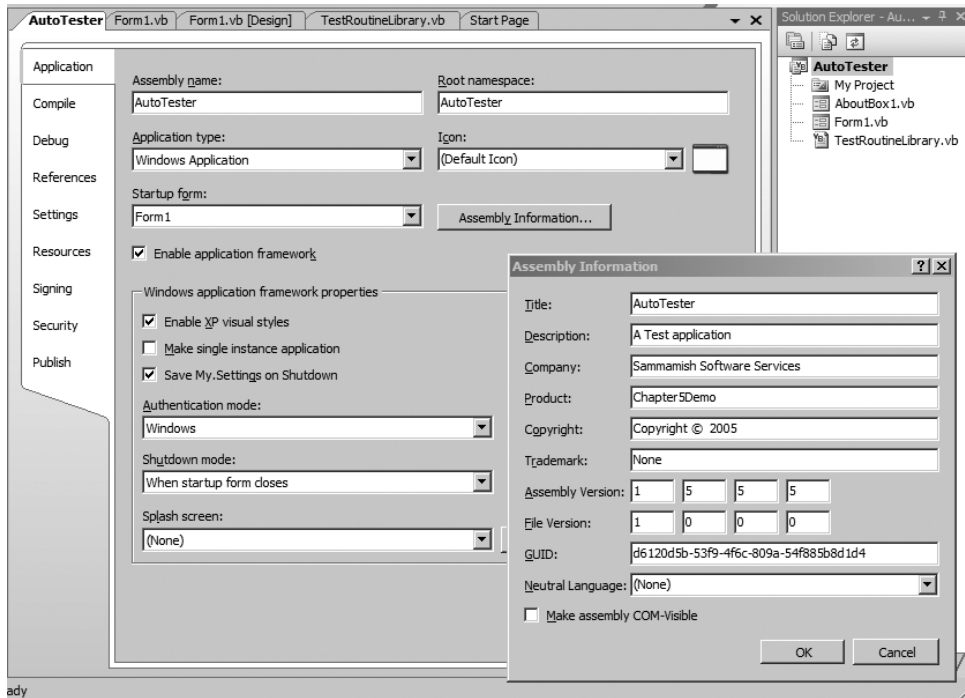 AutoTester Form1.vb Form1.vb [Design] TestRoutineLibrary.vb Start Page
Application
Compile
Debug
References
Settings
Resources
Signing
Security
Publish
Assembly name:
AutoTester
Root namespace:
AutoTester
Application type:
Windows Application
Icon:
(Default Icon)
Startup form:
Form1
Assembly Information...
Enable application framework
Windows application framework properties
Enable XP visual styles
Make single instance application
Save My.Settings on Shutdown
Authentication mode:
Windows
Shutdown mode:
When startup form closes
Splash screen:
(None)
Solution Explorer - Au...
AutoTester
My Project
AboutBox1.vb
Form1.vb
TestRoutineLibrary.vb
Assembly Information
Title: AutoTester
Description: A Test application
Company: Sammamish Software Services
Product: Chapter5Demo
Copyright: Copyright © 2005
Trademark: None
Assembly Version: 1 5 5 5
File Version: 1 0 0 0
GUID: d6120d5b-53f9-4f6c-809a-54f885b8d1d4
Neutral Language: (None)
Make assembly COM-Visible
OK Cancel
ady